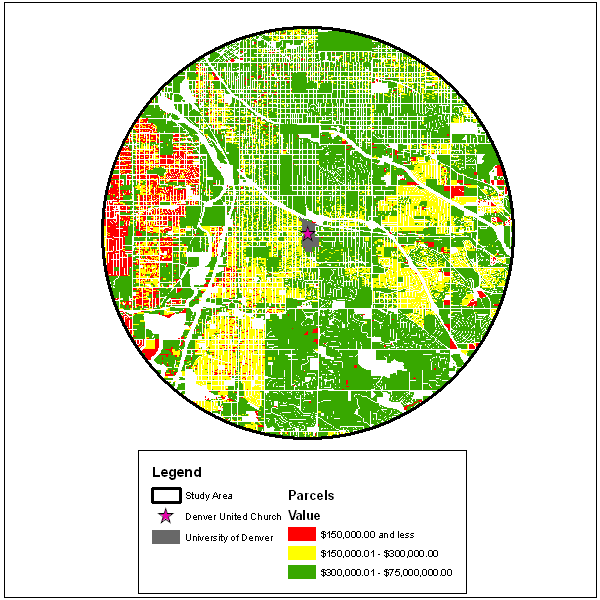 Legend
Study Area
Denver United Church
University of Denver
Parcels
Value
$150,000.00 and less
$150,000.01 - $300,000.00
$300,000.01 - $75,000,000.00